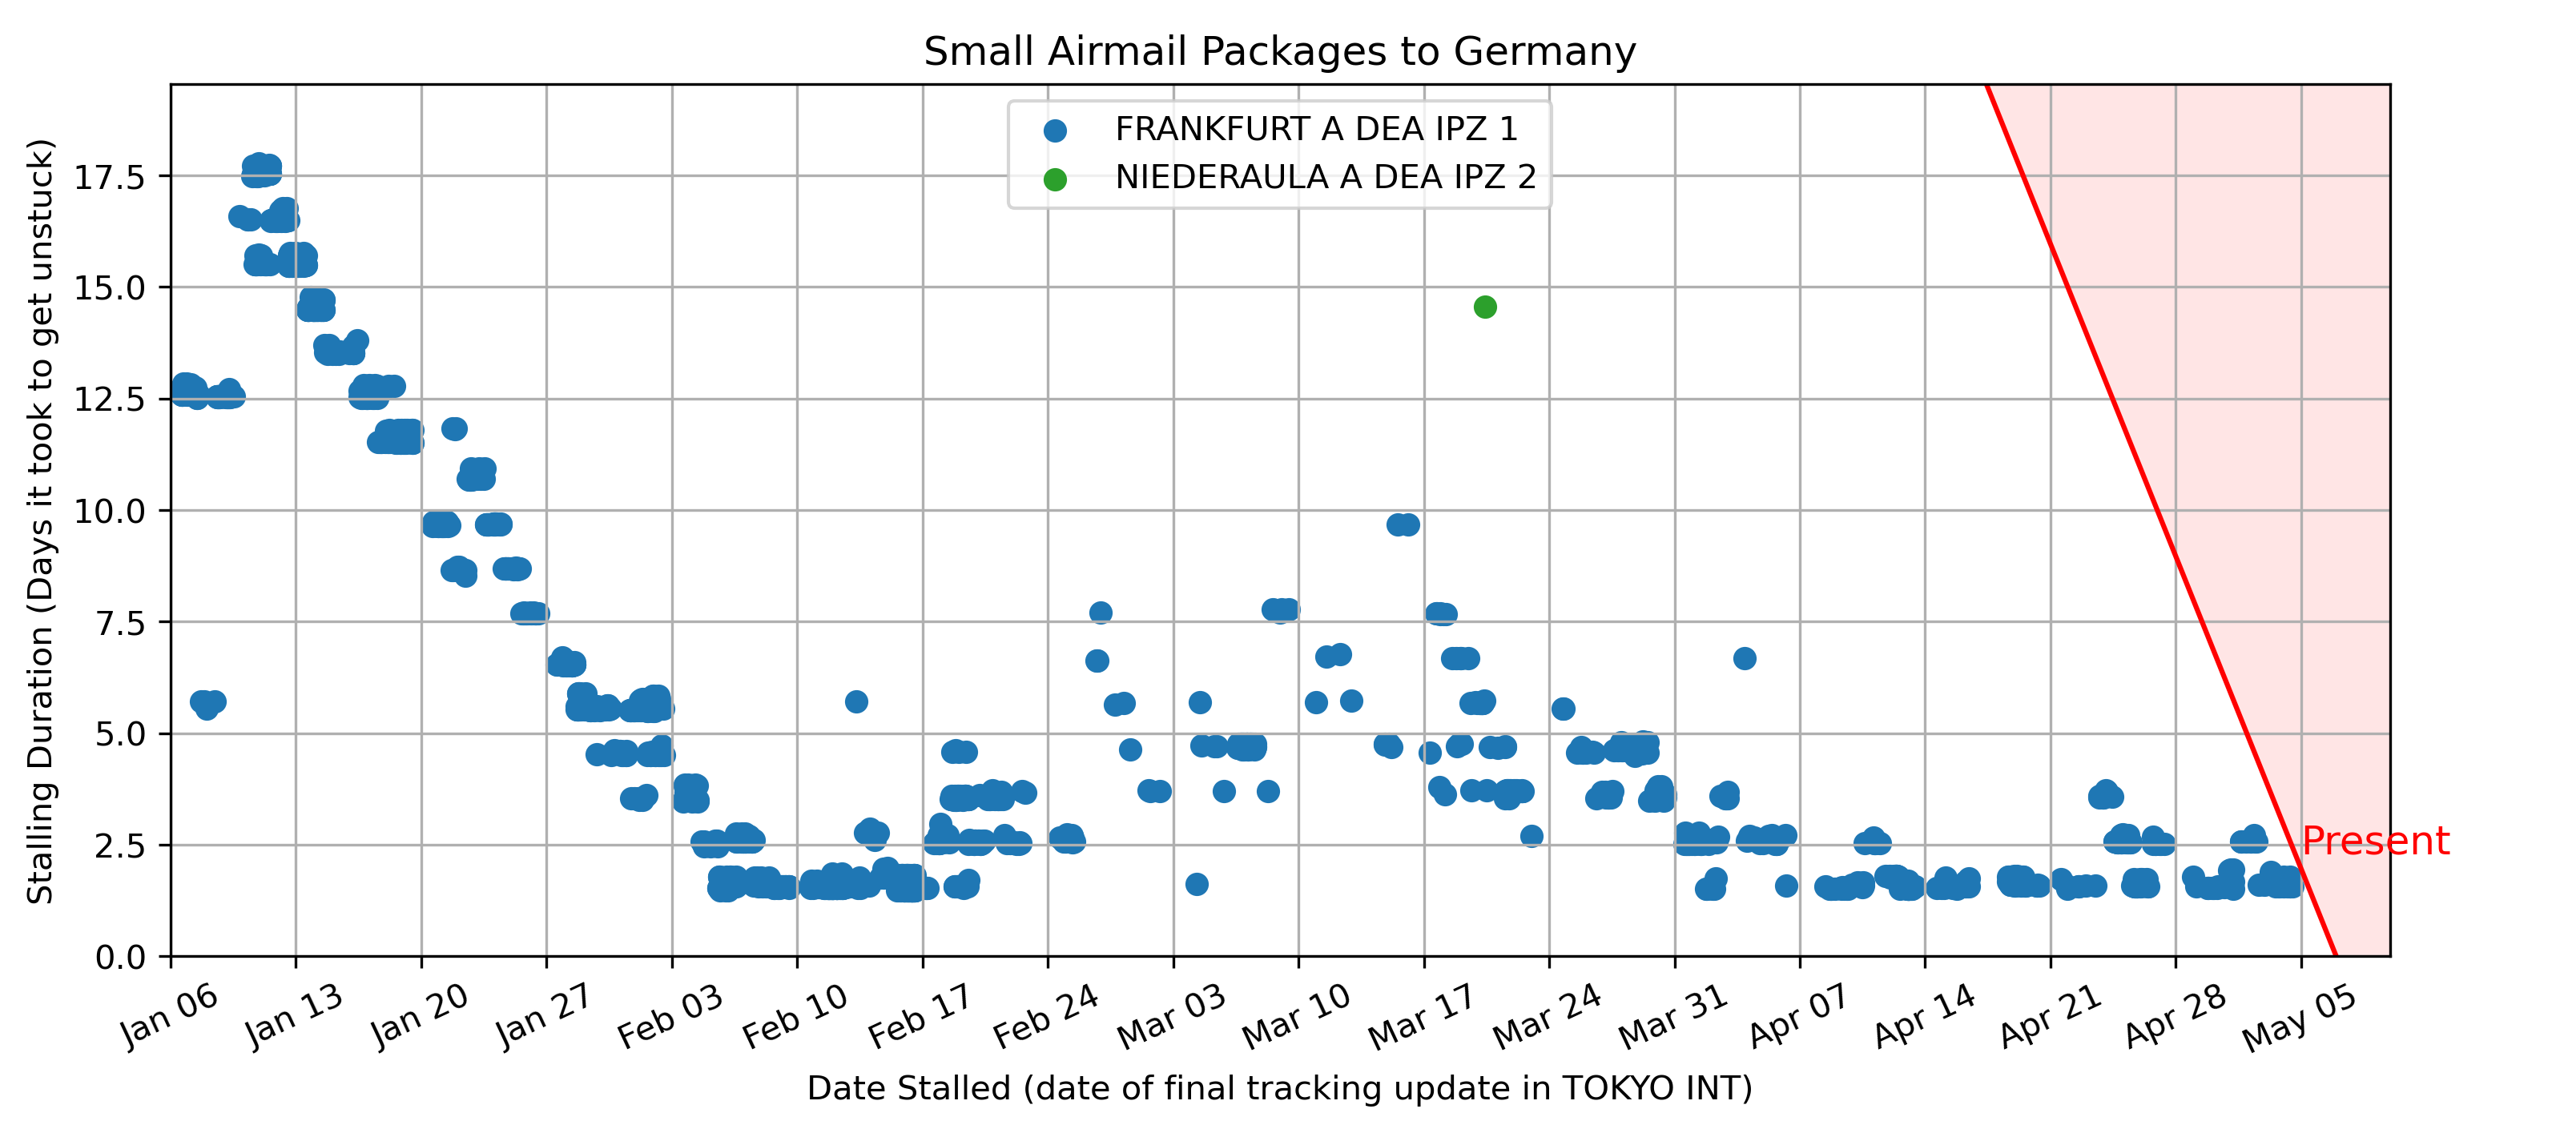 Small Airmail Packages to Germany
FRANKFURT A DEA IPZ 1
NIEDERAULA A DEA IPZ 2
Stalling Duration (Days it took to get unstuck)
17.5
15.0
12.5
10.0
7.5
5.0
2.5
0.0
Present
Jan 06
Jan 13
Jan 20
Jan 27
Feb 03
Feb 10
Feb 17
Feb 24
Mar 03
Mar 10
Mar 17
Mar 24
Mar 31
Apr 07
Apr 14
Apr 21
Apr 28
May 05
Date Stalled (date of final tracking update in TOKYO INT)